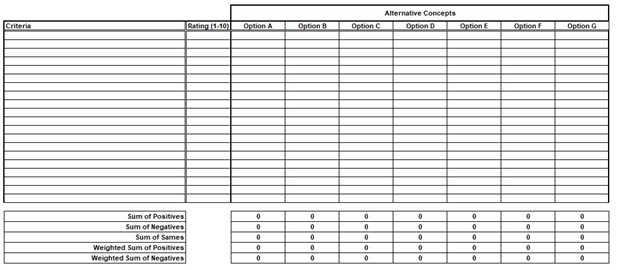 Alternative Concepts
Criteria Rating (1-10) Option A Option B Option C Option D Option E Option F Option G
Sum of Positives 0 0 0 0 0 0 0
Sum of Negatives 0 0 0 0 0 0 0
Sum of Sames 0 0 0 0 0 0 0
Weighted Sum of Positives 0 0 0 0 0 0 0
Weighted Sum of Negatives 0 0 0 0 0 0 0